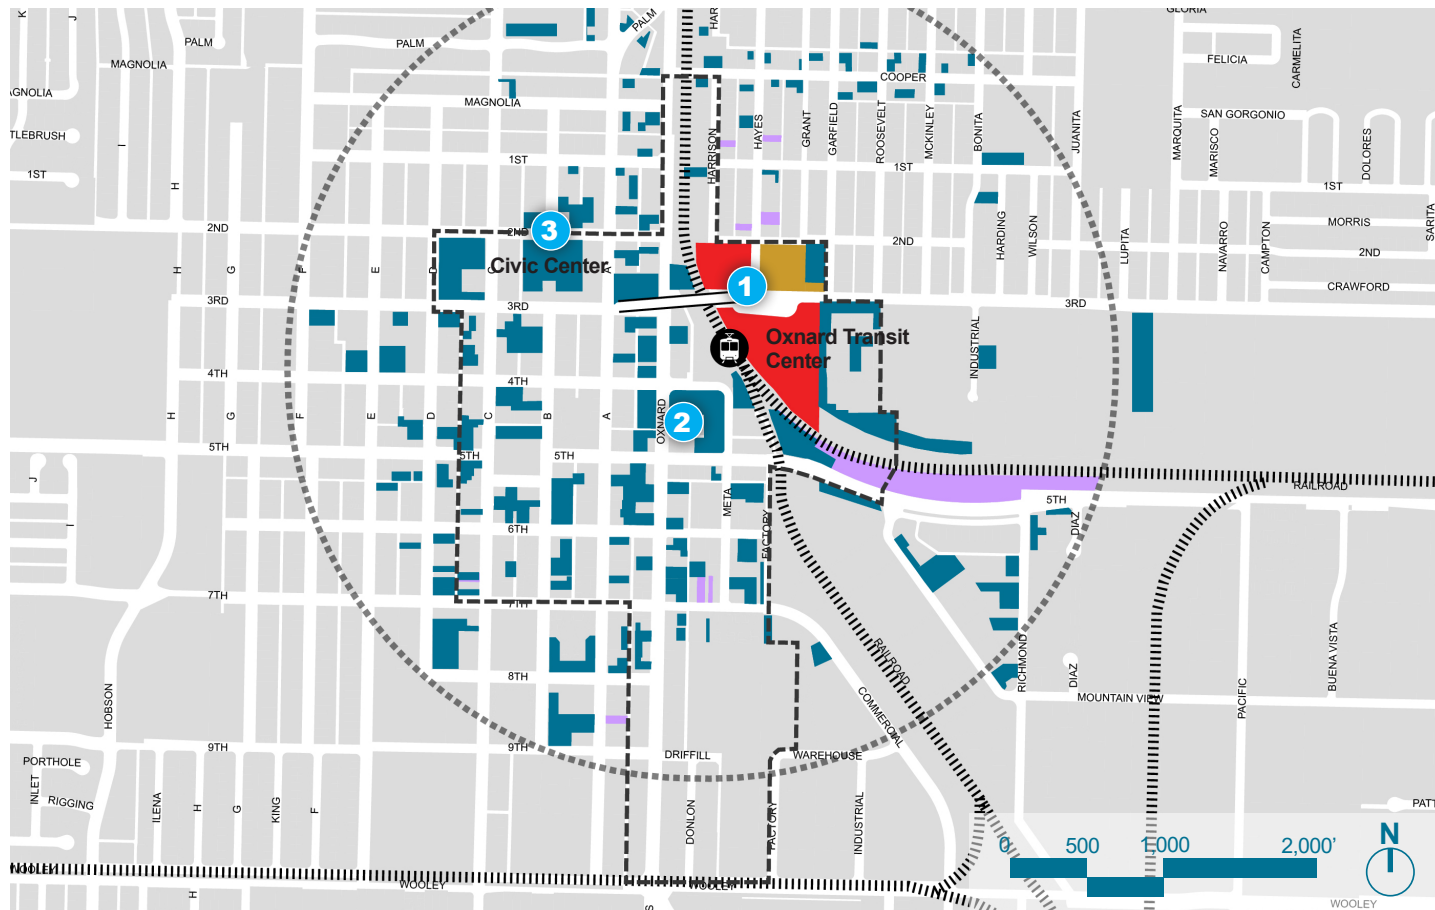 K
J
PALM
HAR
GLORIA
PALM
PALM
FELICIA
CARMELITA
MAGNOLIA
COOPER
AGNOLIA
MAGNOLIA
SAN GORGONIO
TLEBRUSH
I
HARRISON
HAYES
GRANT
GARFIELD
ROOSEVELT
MCKINLEY
BONITA
JUANITA
MARQUITA
MARISCO
DOLORES
1ST
1ST
1ST
H
1ST
2ND
2ND
3
2ND
HARDING
WILSON
LUPITA
NAVARRO
CAMPTON
MORRIS
SARITA
2ND
H
G
F
E
D
C
Civic Center
A
1
CRAWFORD
3RD
3RD
3RD
Oxnard Transit
Center
INDUSTRIAL
4TH
4TH
H
G
F
E
D
C
B
A
OXNARD
2
5TH
5TH
5TH
J
RAILROAD
5TH
META
FACTORY
DIAZ
I
6TH
7TH
7TH
RAILROAD
RICHMOND
DIAZ
BUENA VISTA
8TH
HOBSON
COMMERCIAL
MOUNTAIN VIEW
PACIFIC
9TH
9TH
DRIFFILL
WAREHOUSE
PORTHOLE
INLET
RIGGING
ILENA
H
G
KING
F
DONLON
FACTORY
INDUSTRIAL
PATT
0 500 1,000 2,000'
N
WOOLEY
WOOLEY
WOOLEY
H
WOOLEY
S